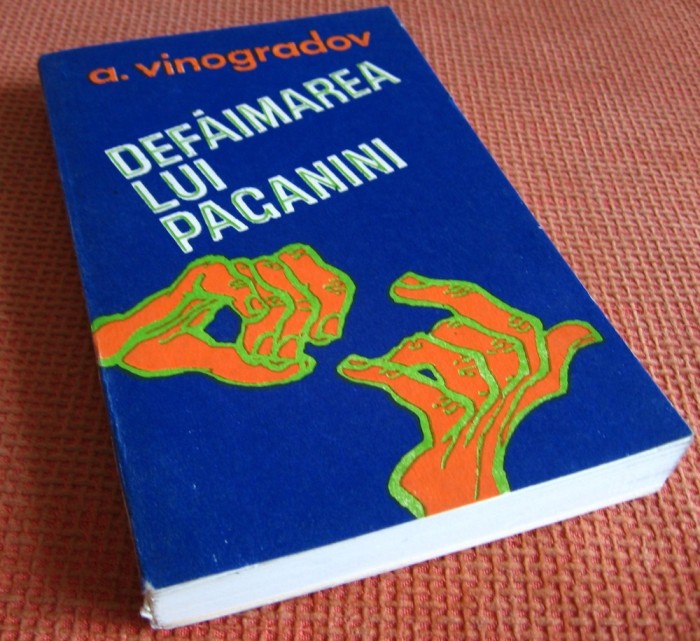 a. vinogradov
DEFĂIMAREA
LUI
PAGANINI